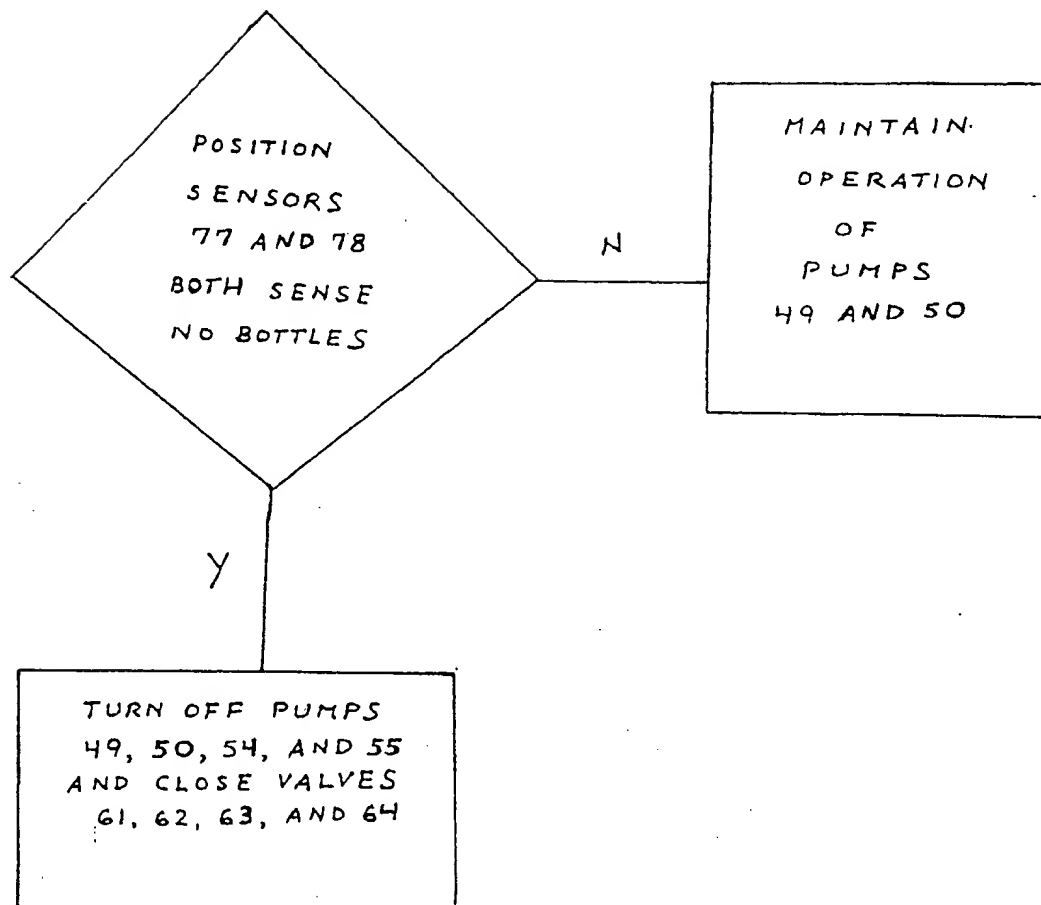 POSITION
SENSORS
77 AND 78
BOTH SENSE
NO BOTTLES
N
MAINTAIN
OPERATION
OF
PUMPS
49 AND 50
Y
TURN OFF PUMPS
49, 50, 54, AND 55
AND CLOSE VALVES
61, 62, 63, AND 64